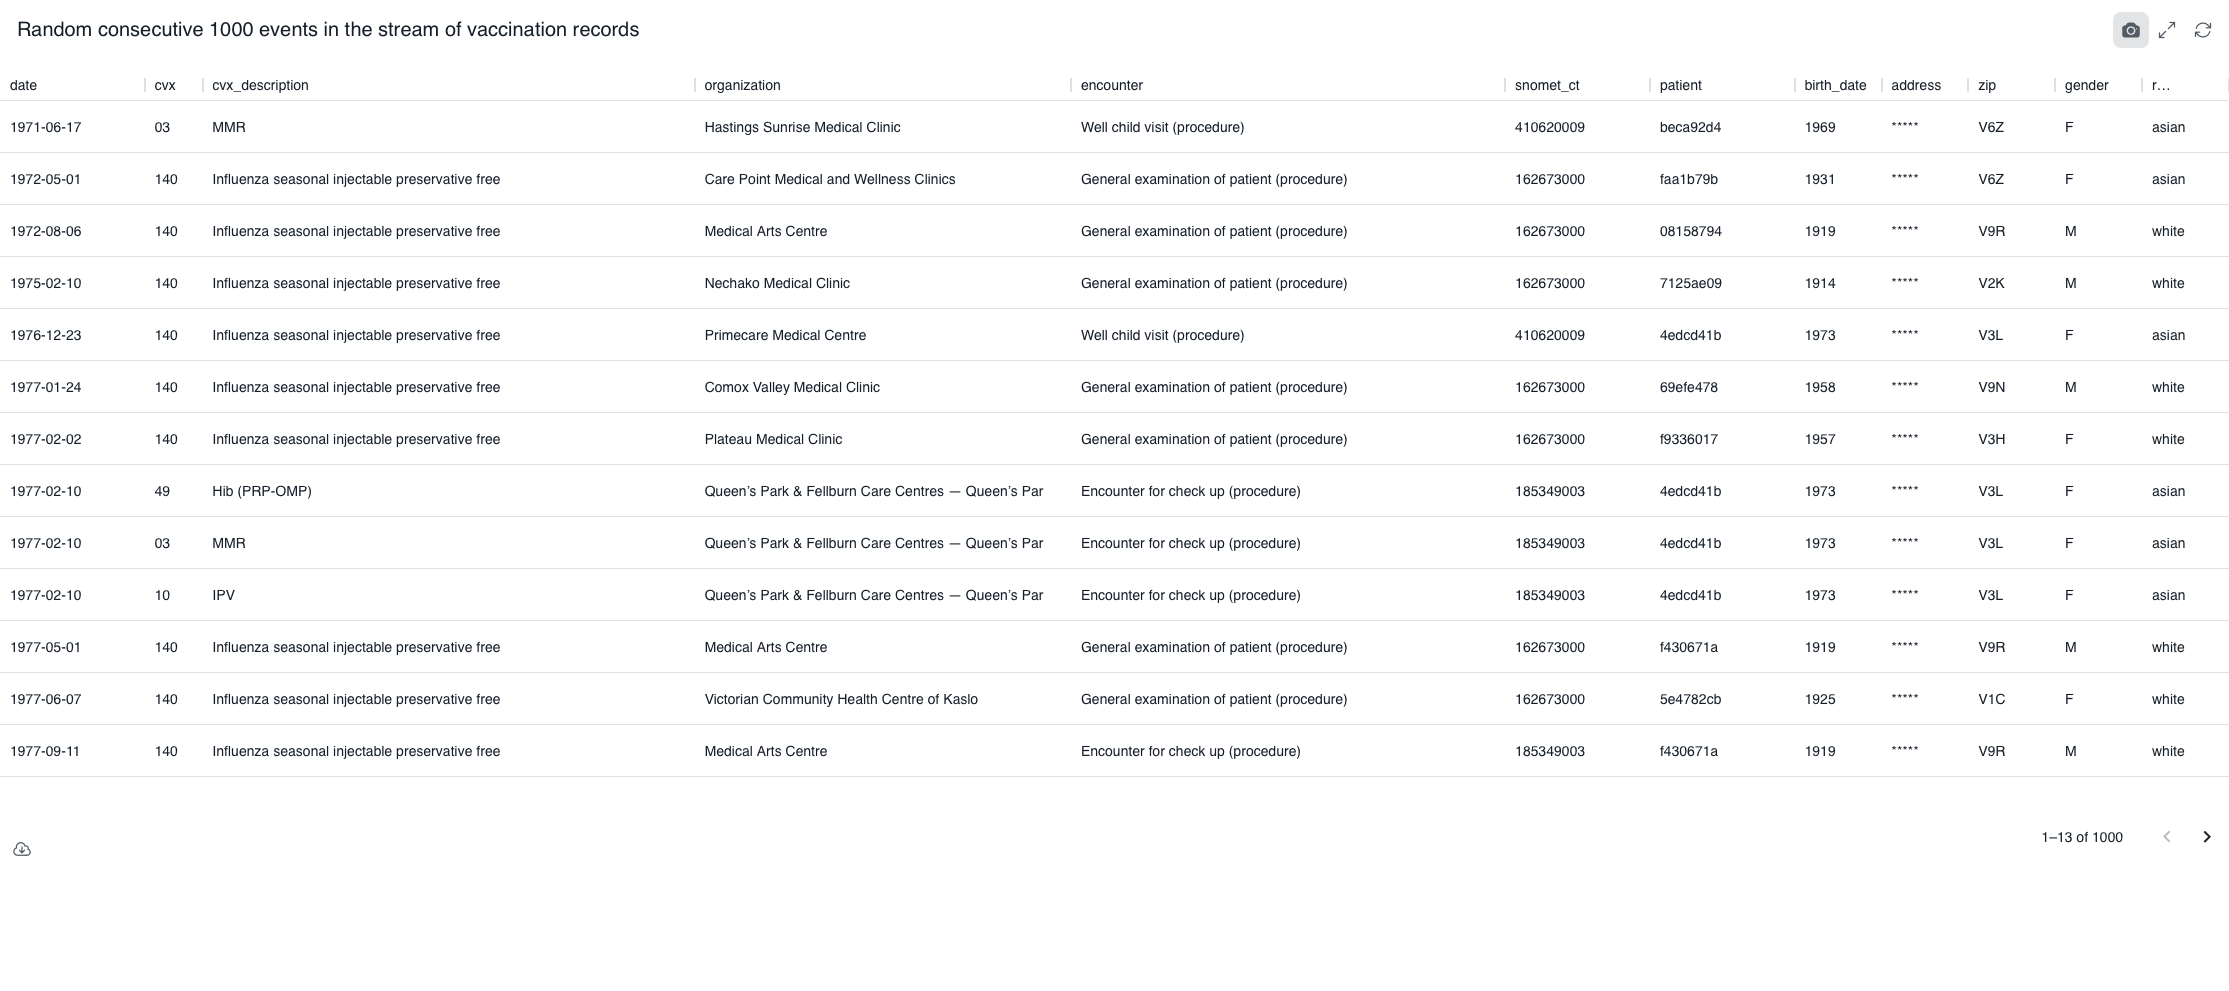 Random consecutive 1000 events in the stream of vaccination records
date cvx cvx_description organization encounter snomet_ct patient birth_date address zip gender r…
1971-06-17 03 MMR Hastings Sunrise Medical Clinic Well child visit (procedure) 410620009 beca92d4 1969 ***** V6Z F asian
1972-05-01 140 Influenza seasonal injectable preservative free Care Point Medical and Wellness Clinics General examination of patient (procedure) 162673000 faa1b79b 1931 ***** V6Z F asian
1972-08-06 140 Influenza seasonal injectable preservative free Medical Arts Centre General examination of patient (procedure) 162673000 08158794 1919 ***** V9R M white
1975-02-10 140 Influenza seasonal injectable preservative free Nechako Medical Clinic General examination of patient (procedure) 162673000 7125ae09 1914 ***** V2K M white
1976-12-23 140 Influenza seasonal injectable preservative free Primecare Medical Centre Well child visit (procedure) 410620009 4edcd41b 1973 ***** V3L F asian
1977-01-24 140 Influenza seasonal injectable preservative free Comox Valley Medical Clinic General examination of patient (procedure) 162673000 69efe478 1958 ***** V9N M white
1977-02-02 140 Influenza seasonal injectable preservative free Plateau Medical Clinic General examination of patient (procedure) 162673000 f9336017 1957 ***** V3H F white
1977-02-10 49 Hib (PRP-OMP) Queen’s Park & Fellburn Care Centres — Queen’s Par Encounter for check up (procedure) 185349003 4edcd41b 1973 ***** V3L F asian
1977-02-10 03 MMR Queen’s Park & Fellburn Care Centres — Queen’s Par Encounter for check up (procedure) 185349003 4edcd41b 1973 ***** V3L F asian
1977-02-10 10 IPV Queen’s Park & Fellburn Care Centres — Queen’s Par Encounter for check up (procedure) 185349003 4edcd41b 1973 ***** V3L F asian
1977-05-01 140 Influenza seasonal injectable preservative free Medical Arts Centre General examination of patient (procedure) 162673000 f430671a 1919 ***** V9R M white
1977-06-07 140 Influenza seasonal injectable preservative free Victorian Community Health Centre of Kaslo General examination of patient (procedure) 162673000 5e4782cb 1925 ***** V1C F white
1977-09-11 140 Influenza seasonal injectable preservative free Medical Arts Centre Encounter for check up (procedure) 185349003 f430671a 1919 ***** V9R M white
1–13 of 1000